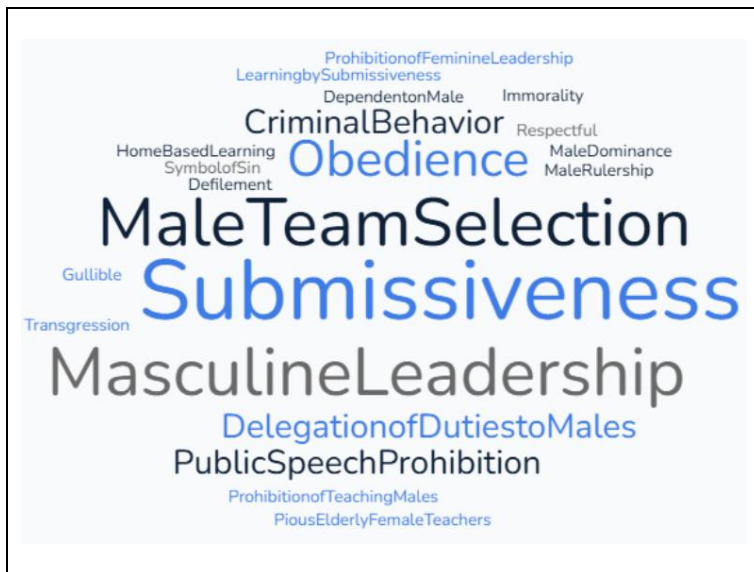 ProhibitionofFeminineLeadership
LearningbySubmissiveness
DependentonMale Immorality
CriminalBehavior Respectful
HomeBasedLearning Obedience MaleDominance
SymbolofSin MaleRulership
Defilement
MaleTeamSelection
Gullible Submissiveness
Transgression
MasculineLeadership
DelegationofDutiestoMales
PublicSpeechProhibition
ProhibitionofTeachingMales
PiousElderlyFemaleTeachers